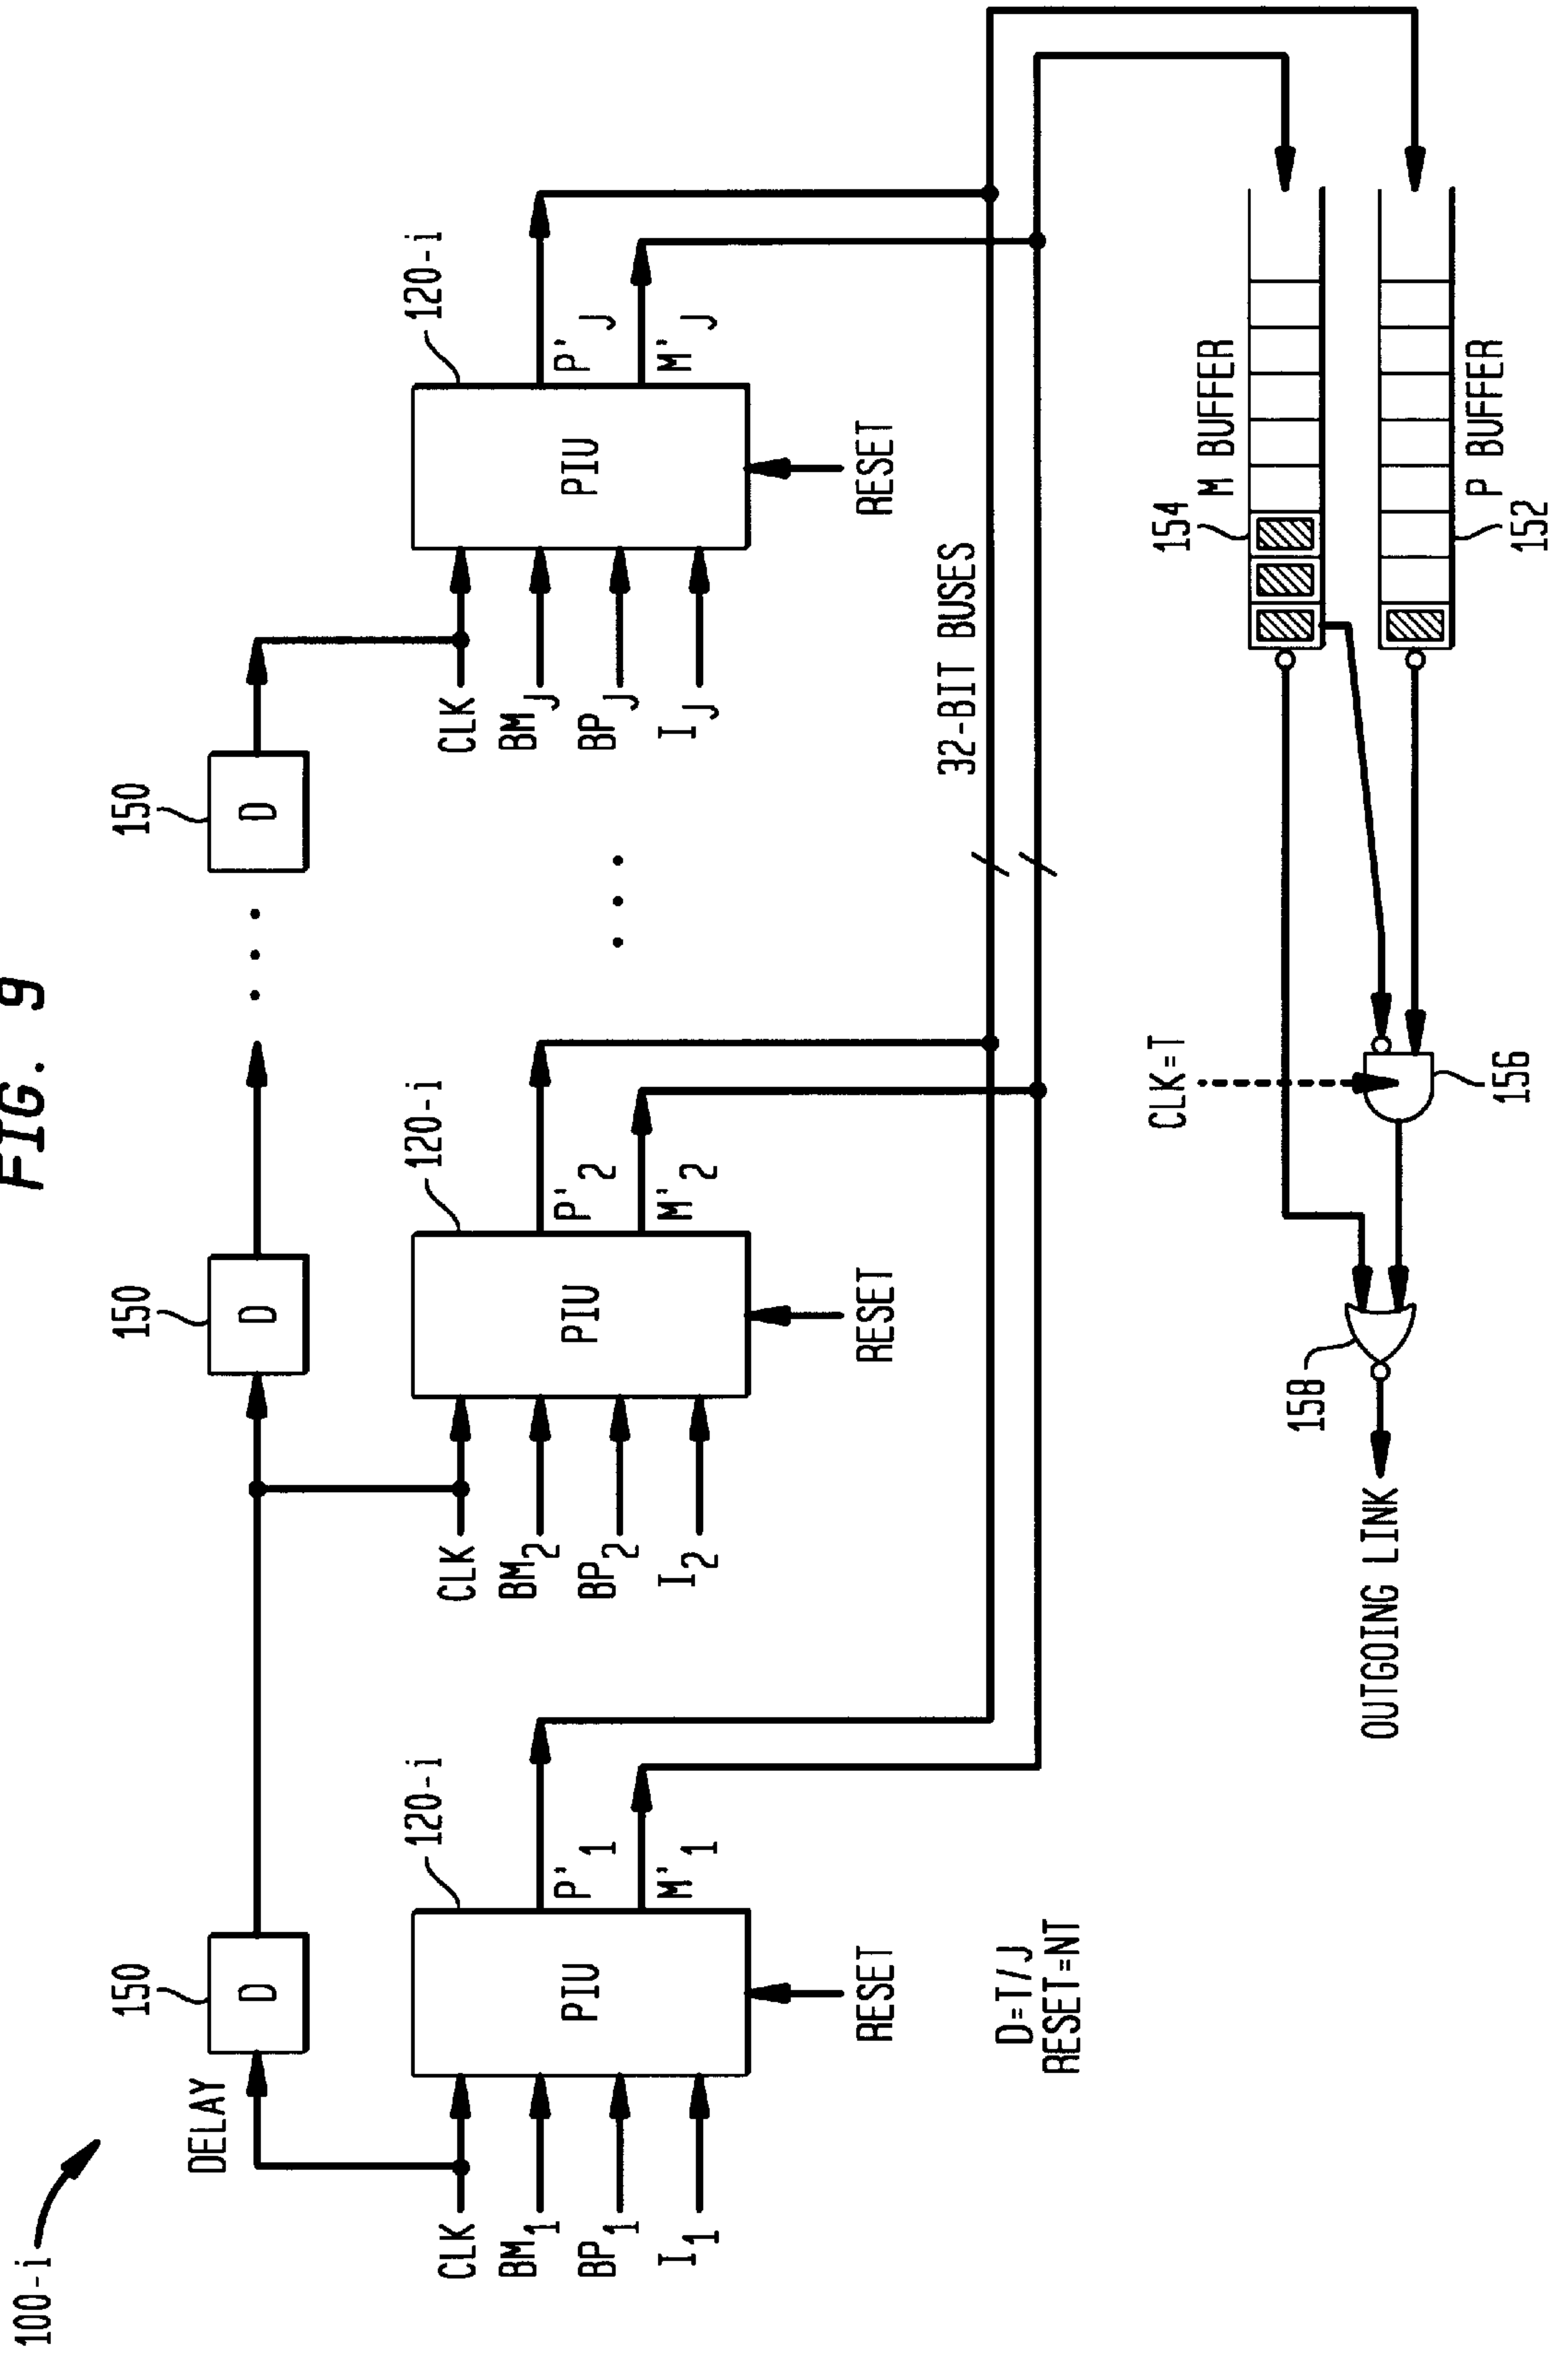 FIG. 9
100-i
DELAY
150
D
150
D
150
D
120-i
CLK
BM1
BP1
I1
PIU
P'1
M'1
RESET
120-i
CLK
BM2
BP2
I2
PIU
P'2
M'2
RESET
120-i
CLK
BMJ
BPJ
IJ
PIU
P'J
M'J
RESET
D=T/J
RESET=NT
32-BIT BUSES
154
M BUFFER
P BUFFER
152
CLK=T
156
158
OUTGOING LINK